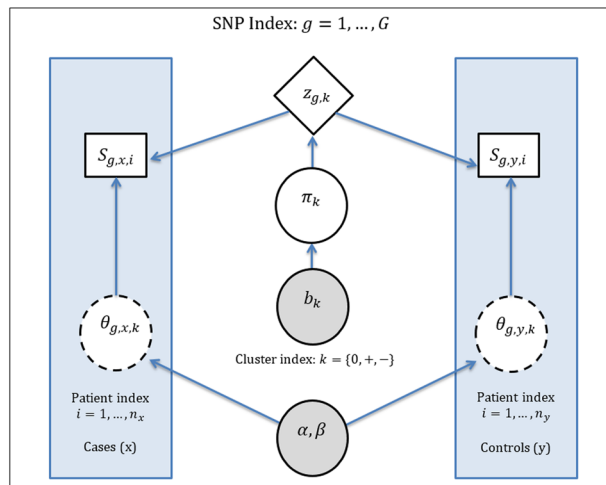 SNP Index: g = 1, …, G
z_{g,k}
S_{g,x,i}
S_{g,y,i}
π_k
b_k
θ_{g,x,k}
θ_{g,y,k}
Cluster index: k = {0, +, −}
Patient index
i = 1, …, n_x
Cases (x)
α, β
Patient index
i = 1, …, n_y
Controls (y)